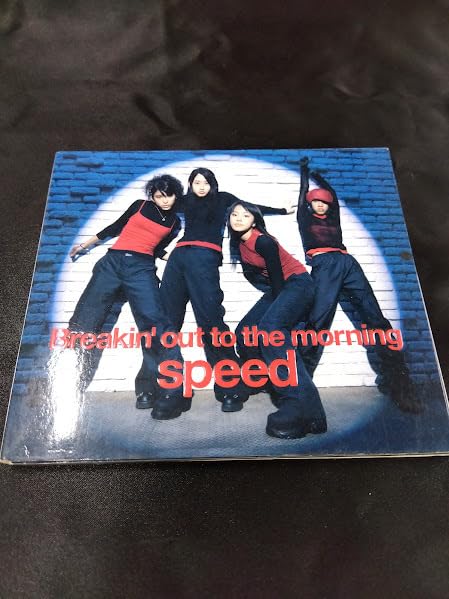 Breakin' out to the morning
speed